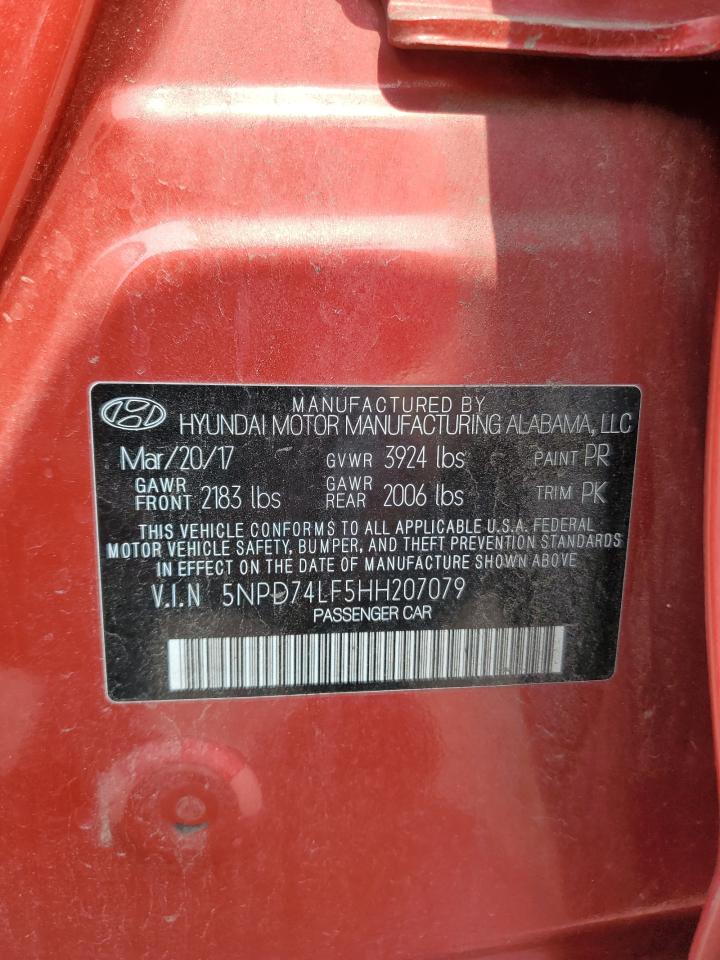 MANUFACTURED BY
HYUNDAI MOTOR MANUFACTURING ALABAMA, LLC
Mar/20/17 GVWR 3924 lbs PAINT PR
GAWR FRONT 2183 lbs GAWR REAR 2006 lbs TRIM PK
THIS VEHICLE CONFORMS TO ALL APPLICABLE U.S.A. FEDERAL
MOTOR VEHICLE SAFETY, BUMPER, AND THEFT PREVENTION STANDARDS
IN EFFECT ON THE DATE OF MANUFACTURE SHOWN ABOVE
V.I.N 5NPD74LF5HH207079
PASSENGER CAR